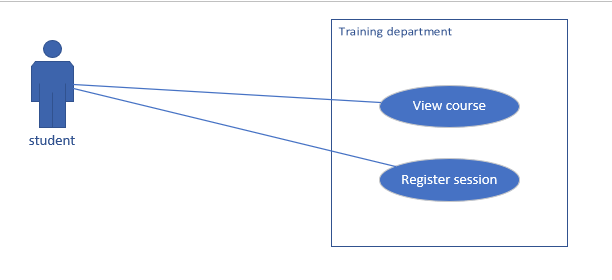 Training department
View course
student
Register session